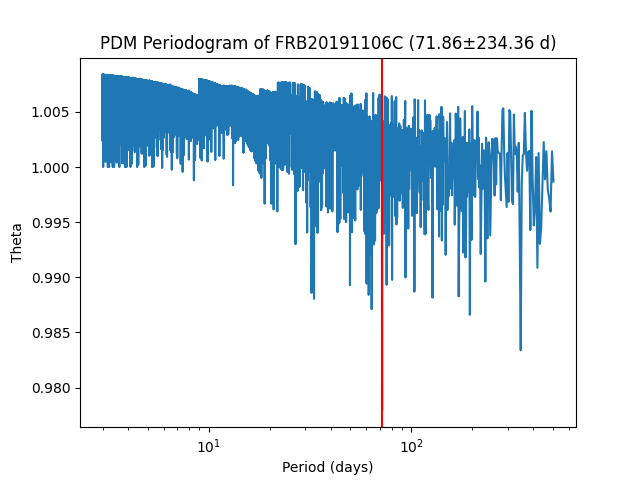 PDM Periodogram of FRB20191106C (71.86±234.36 d)
1.005
1.000
0.995
0.990
0.985
0.980
Theta
10¹
10²
Period (days)